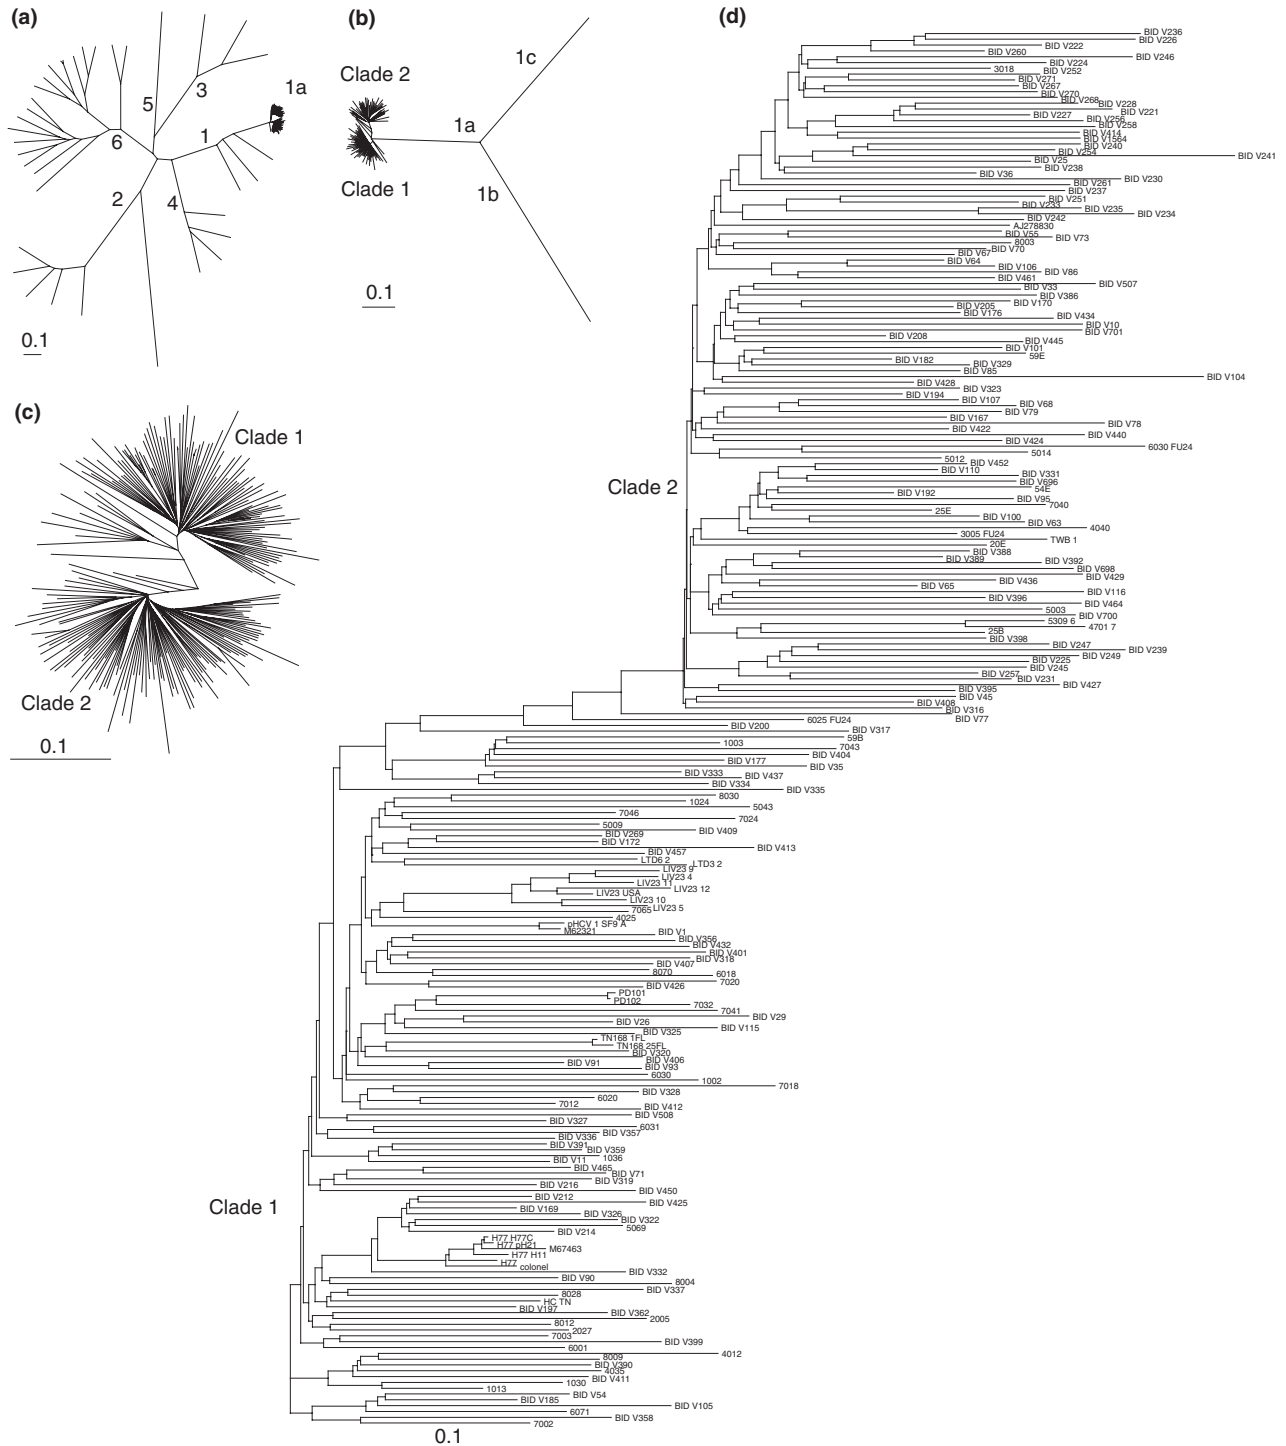 (a)
5
3
1a
1
6
2
4
0.1
(b)
1c
Clade 2
1a
Clade 1
1b
0.1
(c)
Clade 1
Clade 2
0.1
(d)
BID V236
BID V226
BID V222
BID V260
BID V246
BID V224
3018
BID V252
BID V271
BID V267
BID V270
BID V268
BID V228
BID V221
BID V227
BID V256
BID V258
BID V414
BID V1564
BID V240
BID V254
BID V241
BID V25
BID V238
BID V36
BID V230
BID V261
BID V237
BID V251
BID V233
BID V235
BID V234
BID V242
AJ278830
BID V55
BID V73
8003
BID V70
BID V67
BID V64
BID V106
BID V86
BID V461
BID V507
BID V33
BID V386
BID V170
BID V205
BID V176
BID V434
BID V10
BID V701
BID V208
BID V445
BID V101
59E
BID V182
BID V329
BID V85
BID V104
BID V428
BID V323
BID V194
BID V107
BID V68
BID V79
BID V167
BID V78
BID V422
BID V440
BID V424
6030 FU24
5014
5012
BID V452
BID V110
BID V331
BID V696
54E
BID V192
BID V95
7040
25E
BID V100
BID V63
4040
3005 FU24
TWB 1
20E
BID V388
BID V389
BID V392
BID V698
BID V429
BID V436
BID V65
BID V116
BID V396
BID V464
5003
BID V700
5309 6
4701 7
25B
BID V398
BID V247
BID V239
BID V249
BID V225
BID V245
BID V257
BID V231
BID V427
BID V395
BID V45
BID V408
BID V316
BID V77
Clade 2
6025 FU24
BID V200
BID V317
59B
1003
7043
BID V404
BID V177
BID V35
BID V333
BID V437
BID V334
BID V335
8030
1024
5043
7046
7024
5009
BID V409
BID V269
BID V172
BID V413
BID V457
LTD6 2
LTD3 2
LIV23 9
LIV23 4
LIV23 11
LIV23 12
LIV23 USA
LIV23 10
LIV23 5
7065
4025
pHCV 1 SF9 A
M62321
BID V1
BID V356
BID V432
BID V401
BID V318
BID V407
8070
6018
7020
BID V426
PD101
PD102
7032
7041
BID V29
BID V26
BID V115
BID V325
TN168 1FL
TN168 25FL
BID V320
BID V406
BID V91
BID V93
6030
1002
7018
BID V328
6020
7012
BID V412
BID V508
BID V327
6031
BID V357
BID V336
BID V391
BID V359
1036
BID V11
BID V465
BID V71
BID V319
BID V216
BID V450
Clade 1
BID V212
BID V425
BID V169
BID V326
BID V322
5069
BID V214
H77 H77C
H77 pH21
M67463
H77 H11
H77
colonel
BID V332
BID V90
8004
BID V337
8028
HC TN
BID V197
BID V362
2005
8012
2027
7003
BID V399
6001
4012
8009
BID V390
4035
BID V411
1030
1013
BID V54
BID V185
BID V105
6071
BID V358
7002
0.1